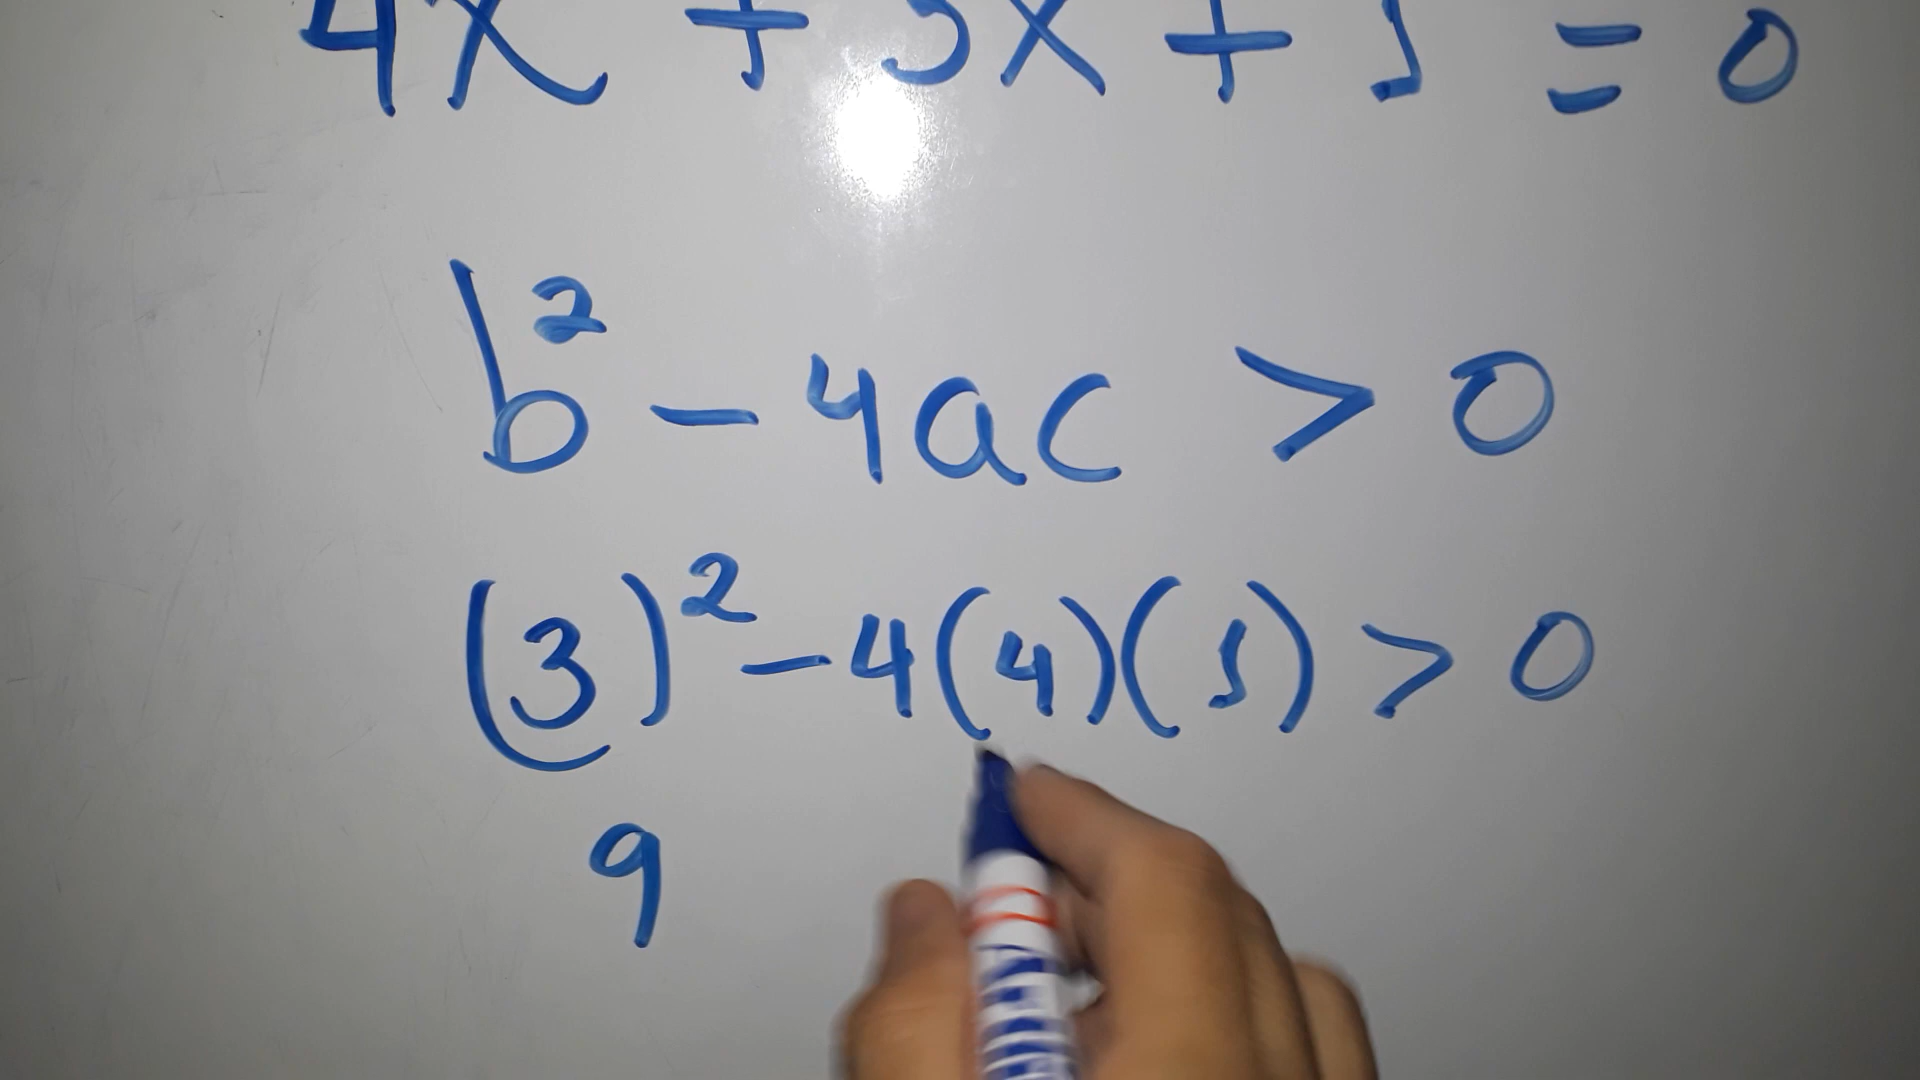 4x + 3x + 1 = 0
b² - 4ac > 0
(3)² - 4(4)(1) > 0
9